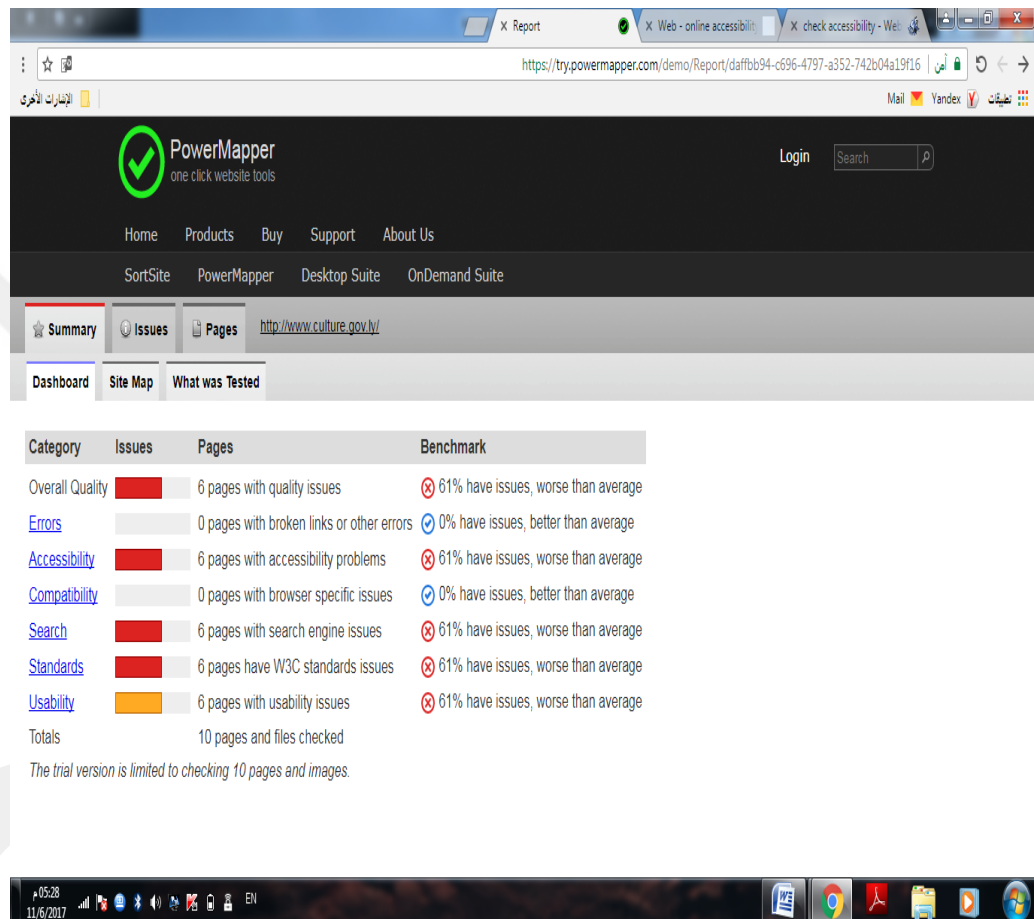 Report
Web - online accessibilit
check accessibility - Web
https://try.powermapper.com/demo/Report/daffbb94-c696-4797-a352-742b04a19f16 | آمن
تطبيقات Yandex Mail الإشارات الأخرى
PowerMapper
one click website tools
Login Search
Home Products Buy Support About Us
SortSite PowerMapper Desktop Suite OnDemand Suite
Summary Issues Pages http://www.culture.gov.ly/
Dashboard Site Map What was Tested
Category Issues Pages Benchmark
Overall Quality 6 pages with quality issues 61% have issues, worse than average
Errors 0 pages with broken links or other errors 0% have issues, better than average
Accessibility 6 pages with accessibility problems 61% have issues, worse than average
Compatibility 0 pages with browser specific issues 0% have issues, better than average
Search 6 pages with search engine issues 61% have issues, worse than average
Standards 6 pages have W3C standards issues 61% have issues, worse than average
Usability 6 pages with usability issues 61% have issues, worse than average
Totals 10 pages and files checked
The trial version is limited to checking 10 pages and images.
05:28 م EN
11/6/2017